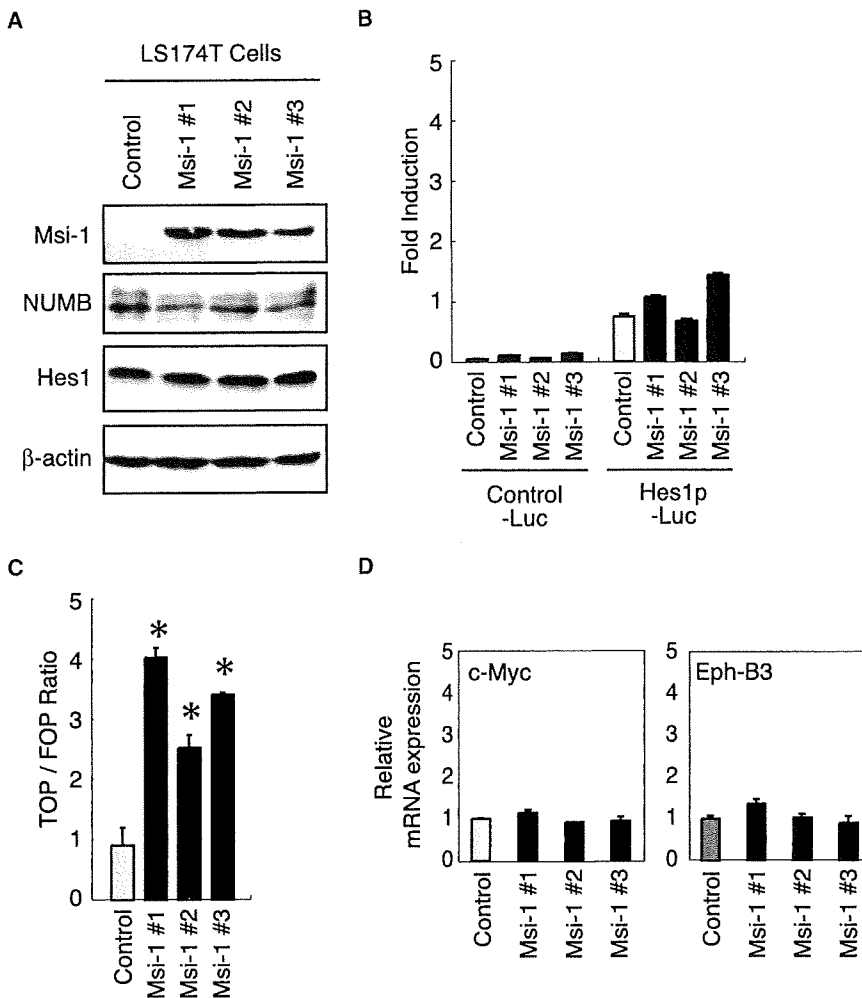 A
LS174T Cells
Control
Msi-1 #1
Msi-1 #2
Msi-1 #3
Msi-1
NUMB
Hes1
β-actin
B
Fold Induction
5
4
3
2
1
0
Control
Msi-1 #1
Msi-1 #2
Msi-1 #3
Control
Msi-1 #1
Msi-1 #2
Msi-1 #3
Control
-Luc
Hes1p
-Luc
C
TOP / FOP Ratio
5
4
3
2
1
0
*
*
*
Control
Msi-1 #1
Msi-1 #2
Msi-1 #3
D
Relative
mRNA expression
5
4
3
2
1
0
c-Myc
Control
Msi-1 #1
Msi-1 #2
Msi-1 #3
5
4
3
2
1
0
Eph-B3
Control
Msi-1 #1
Msi-1 #2
Msi-1 #3